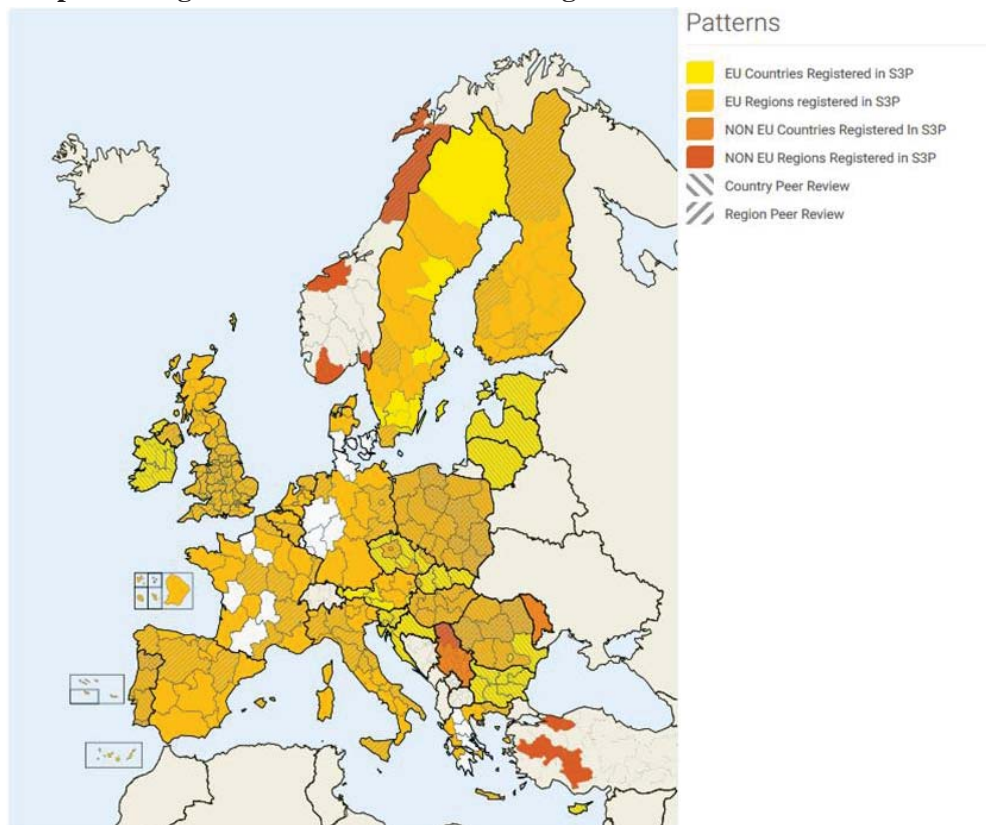 Patterns
EU Countries Registered in S3P
EU Regions registered in S3P
NON EU Countries Registered In S3P
NON EU Regions Registered in S3P
Country Peer Review
Region Peer Review